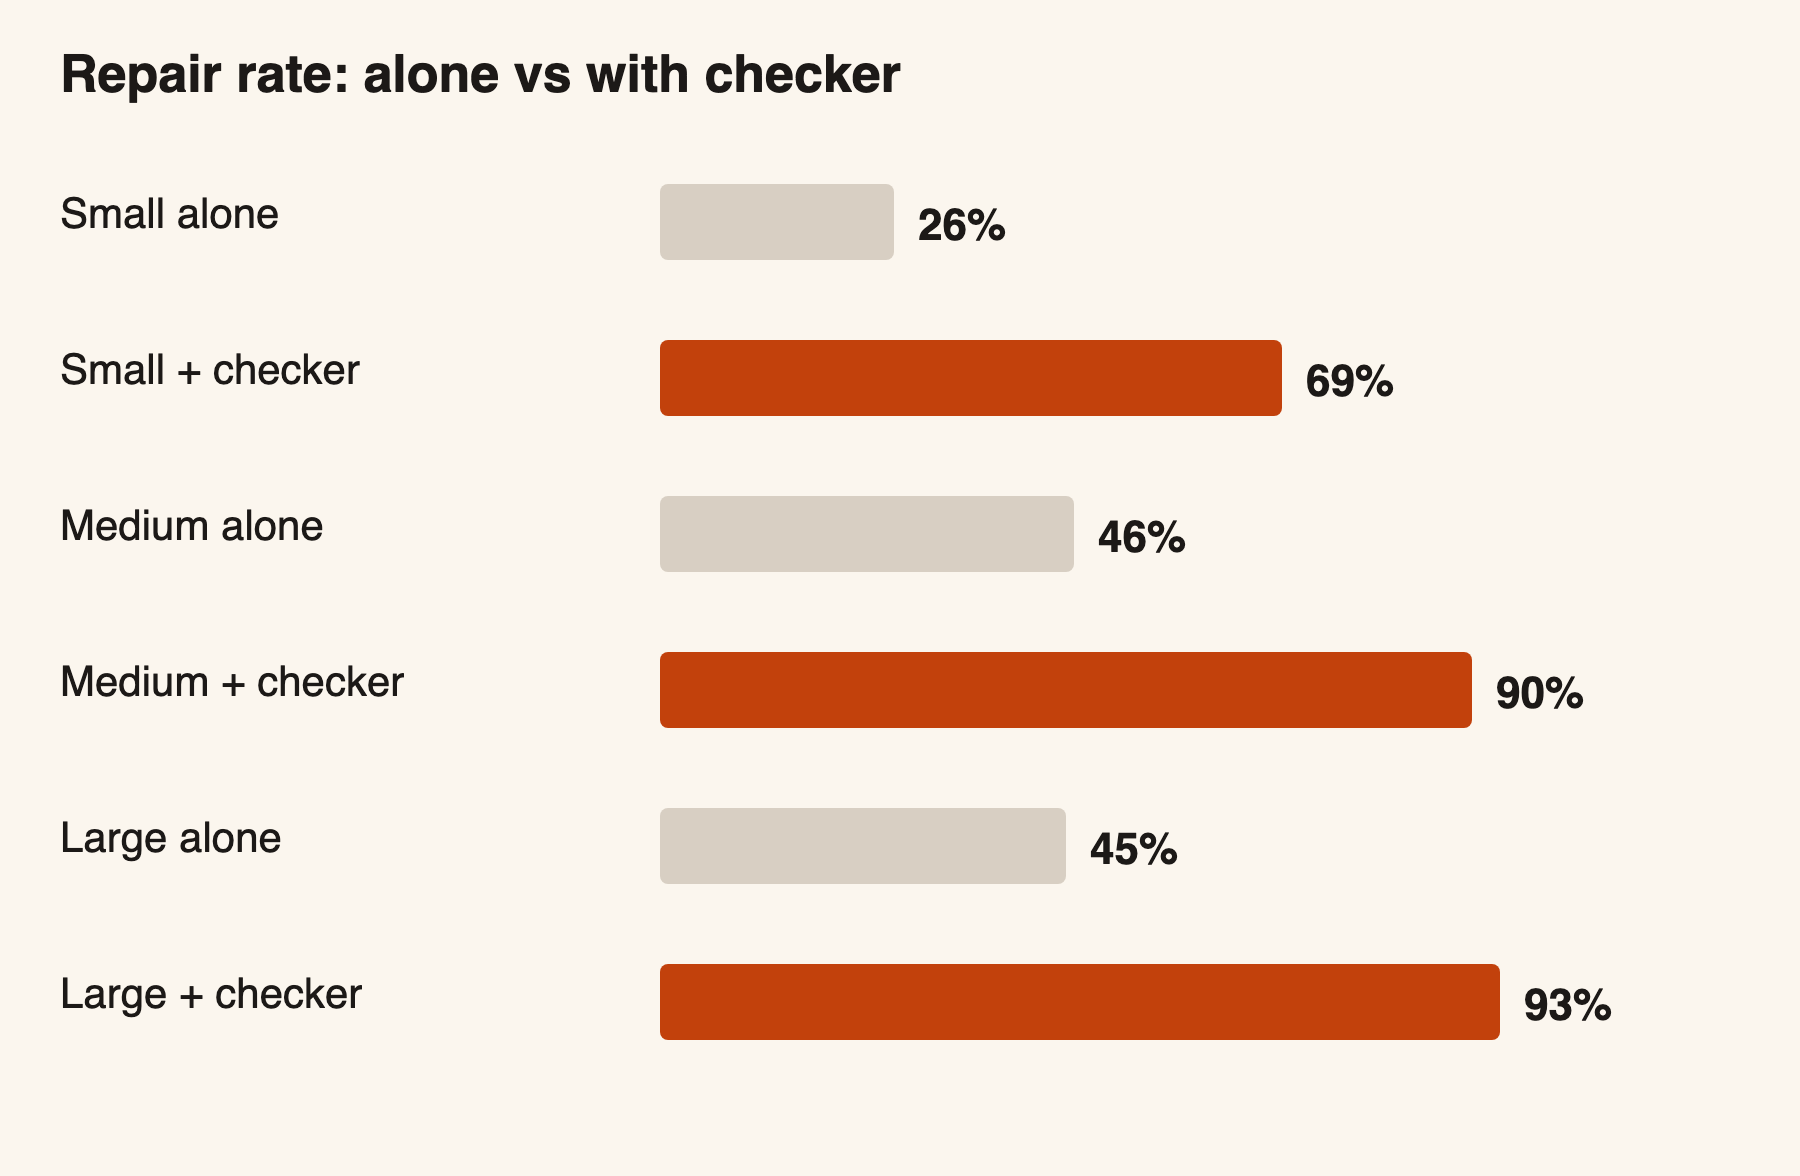 Repair rate: alone vs with checker
Small alone 26%
Small + checker 69%
Medium alone 46%
Medium + checker 90%
Large alone 45%
Large + checker 93%